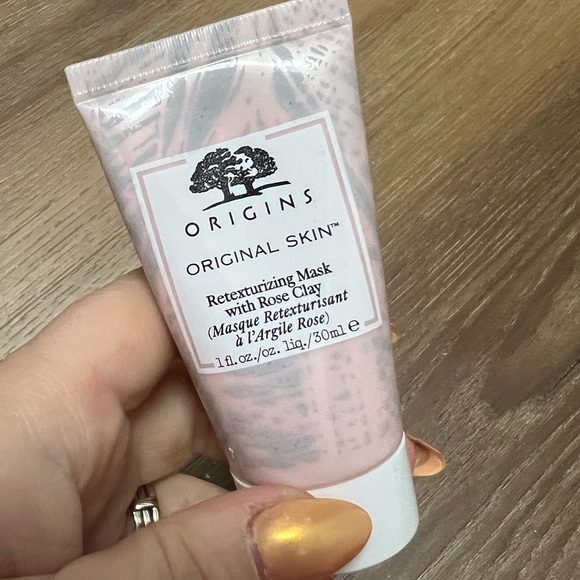 ORIGINS
ORIGINAL SKIN™
Retexturizing Mask
with Rose Clay
(Masque Retexturisant
à l'Argile Rose)
1 fl.oz./oz. liq./30ml e